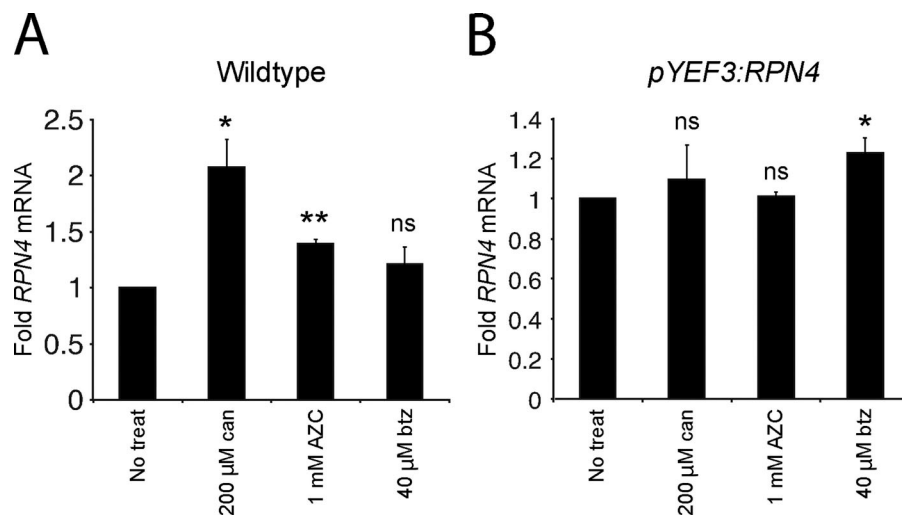 A
Wildtype
Fold RPN4 mRNA
2.5
2
1.5
1
0.5
0
*
**
ns
No treat
200 µM can
1 mM AZC
40 µM btz
B
pYEF3:RPN4
Fold RPN4 mRNA
1.4
1.2
1
0.8
0.6
0.4
0.2
0
ns
ns
*
No treat
200 µM can
1 mM AZC
40 µM btz